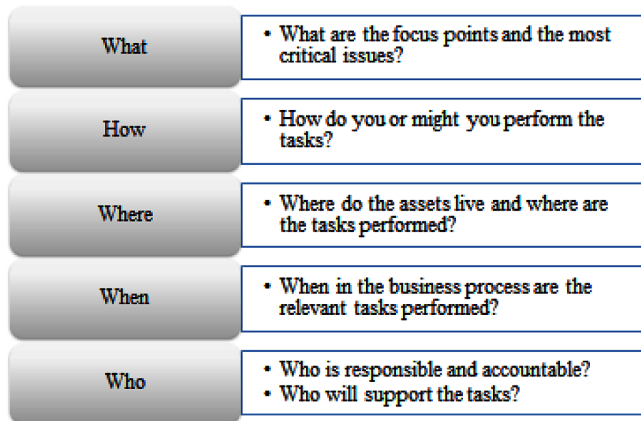 What
• What are the focus points and the most
critical issues?
How
• How do you or might you perform the
tasks?
Where
• Where do the assets live and where are
the tasks performed?
When
• When in the business process are the
relevant tasks performed?
Who
• Who is responsible and accountable?
• Who will support the tasks?